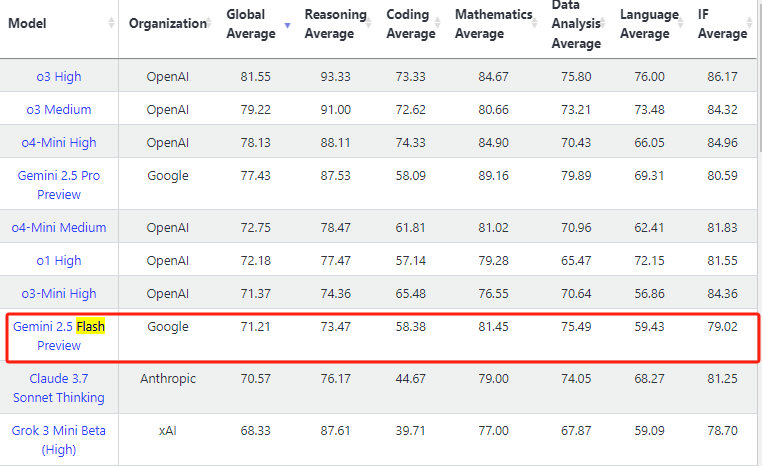 Model Organization Global Average Reasoning Average Coding Average Mathematics Average Data Analysis Average Language Average IF Average
o3 High OpenAI 81.55 93.33 73.33 84.67 75.80 76.00 86.17
o3 Medium OpenAI 79.22 91.00 72.62 80.66 73.21 73.48 84.32
o4-Mini High OpenAI 78.13 88.11 74.33 84.90 70.43 66.05 84.96
Gemini 2.5 Pro Preview Google 77.43 87.53 58.09 89.16 79.89 69.31 80.59
o4-Mini Medium OpenAI 72.75 78.47 61.81 81.02 70.96 62.41 81.83
o1 High OpenAI 72.18 77.47 57.14 79.28 65.47 72.15 81.55
o3-Mini High OpenAI 71.37 74.36 65.48 76.55 70.64 56.86 84.36
Gemini 2.5 Flash Preview Google 71.21 73.47 58.38 81.45 75.49 59.43 79.02
Claude 3.7 Sonnet Thinking Anthropic 70.57 76.17 44.67 79.00 74.05 68.27 81.25
Grok 3 Mini Beta (High) xAI 68.33 87.61 39.71 77.00 67.87 59.09 78.70